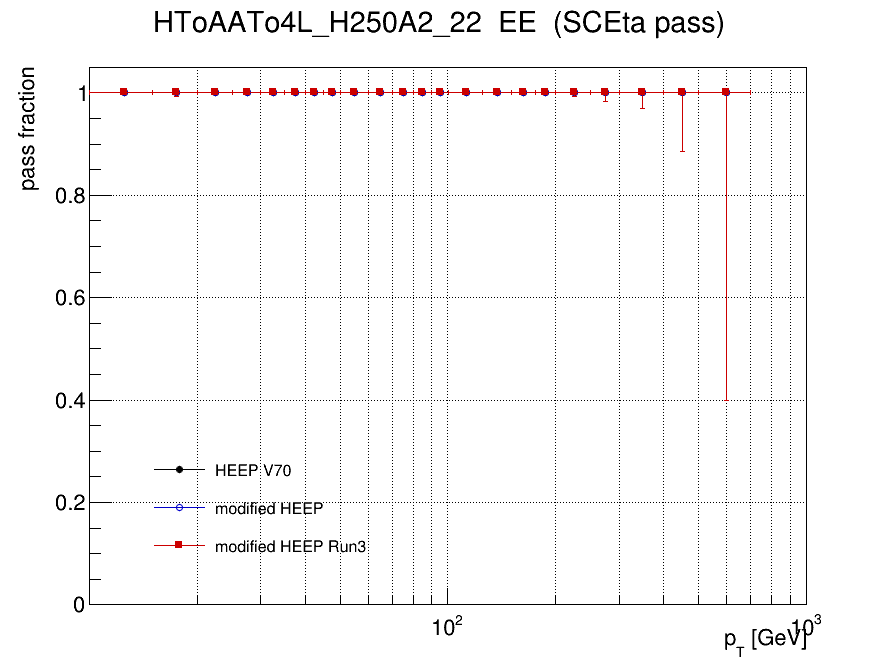 HToAATo4L_H250A2_22 EE (SCEta pass)
pass fraction
1
0.8
0.6
0.4
0.2
0
HEEP V70
modified HEEP
modified HEEP Run3
10²
10³
p_T [GeV]